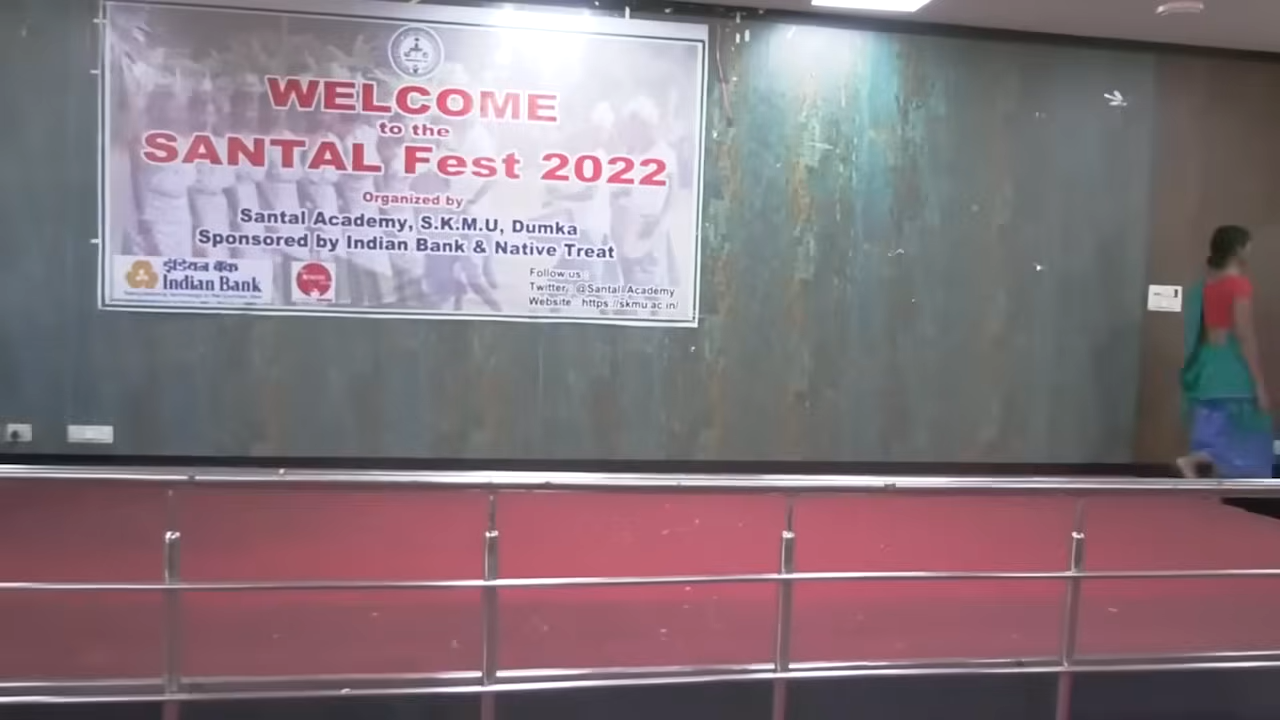 WELCOME
to the
SANTAL Fest 2022
Organized by
Santal Academy, S.K.M.U, Dumka
Sponsored by Indian Bank & Native Treat
इंडियन बैंक
Indian Bank
Follow us
Twitter @Santali Academy
Website https://skmu.ac.in/